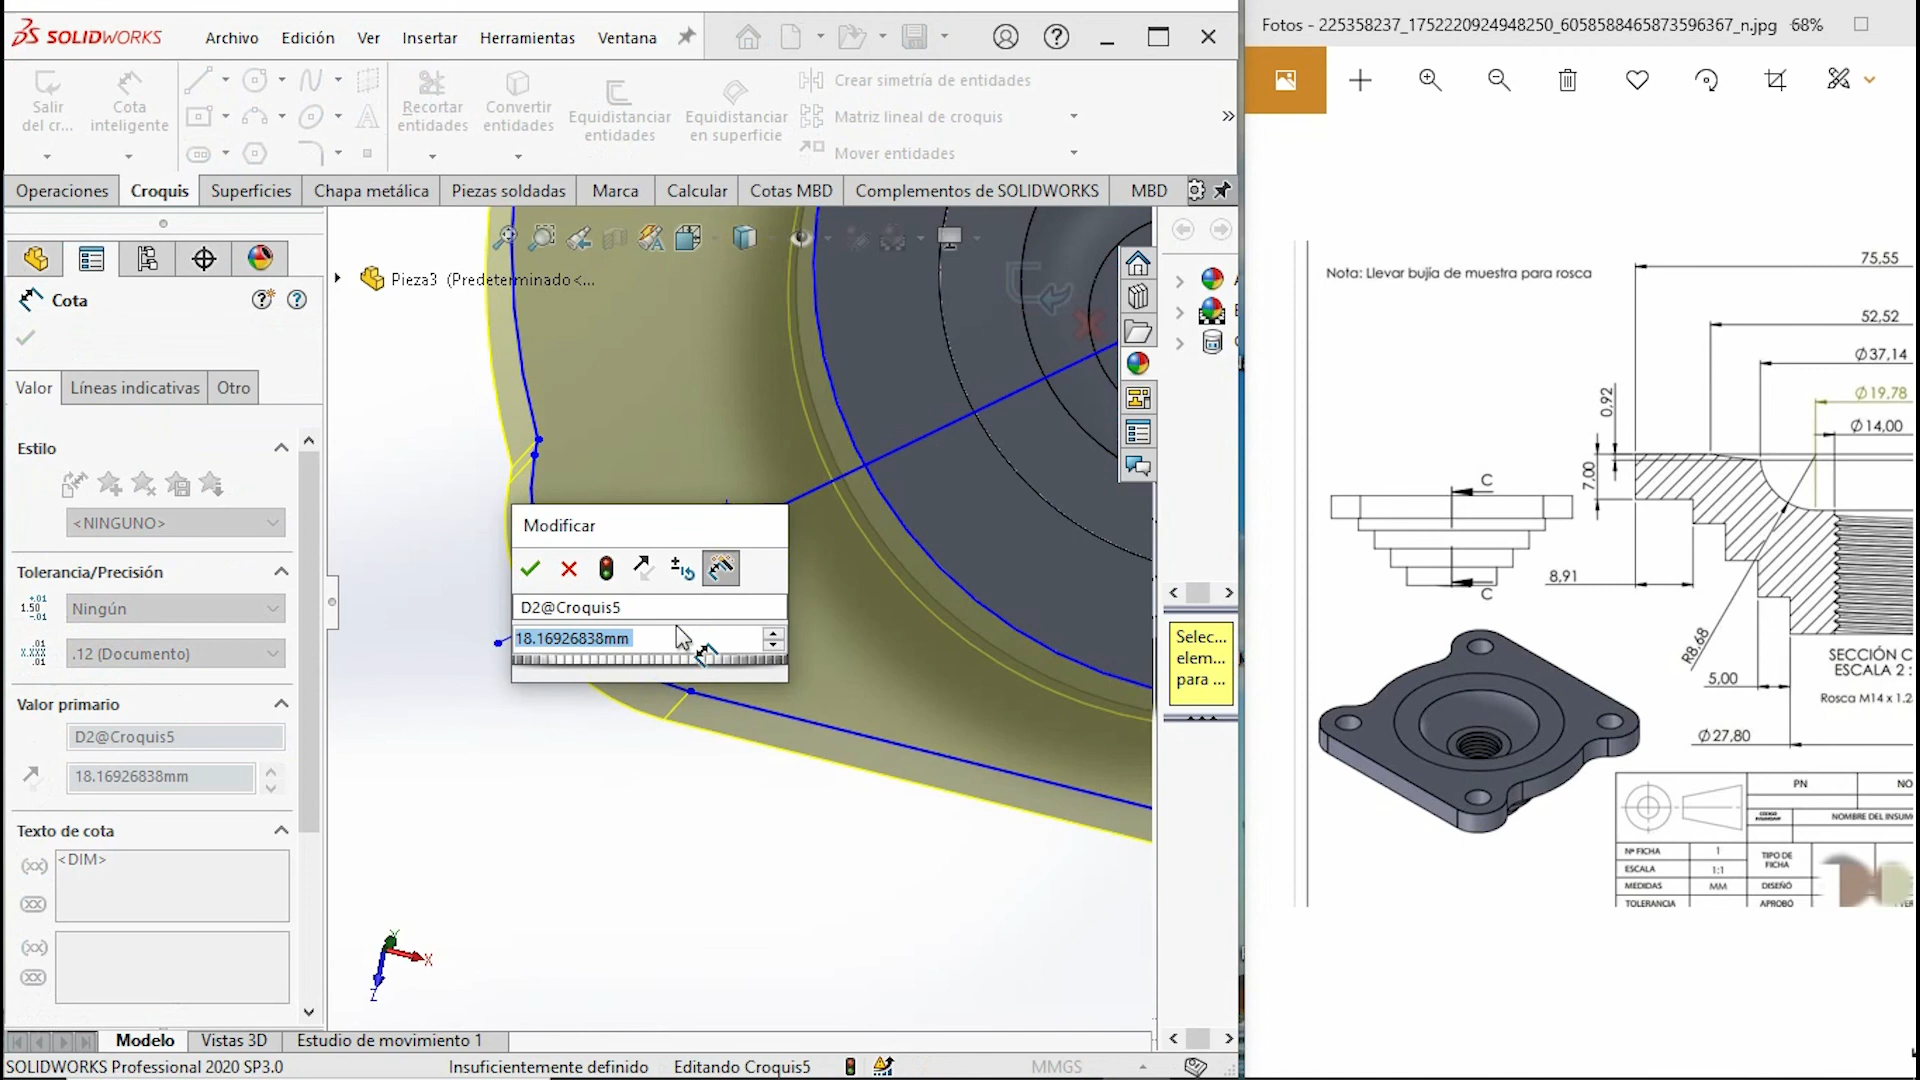 SOLIDWORKS
Archivo Edición Ver Insertar Herramientas Ventana
Salir del cr...
Cota inteligente
Recortar entidades
Convertir entidades
Equidistanciar entidades
Equidistanciar en superficie
Crear simetría de entidades
Matriz lineal de croquis
Mover entidades
»
Operaciones Croquis Superficies Chapa metálica Piezas soldadas Marca Calcular Cotas MBD Complementos de SOLIDWORKS MBD
Pieza3 (Predeterminado<...
Cota
Valor Líneas indicativas Otro
Estilo
<NINGUNO>
Tolerancia/Precisión
Ningún
.12 (Documento)
Valor primario
D2@Croquis5
18.16926838mm
Texto de cota
<DIM>
Modificar
D2@Croquis5
18.16926838mm
Selec...
elem...
para ...
X
Y
Z
Modelo Vistas 3D Estudio de movimiento 1
SOLIDWORKS Professional 2020 SP3.0 Insuficientemente definido Editando Croquis5 MMGS
Fotos - 225358237_1752220924948250_6058588465873596367_n.jpg 68%
Nota: Llevar bujía de muestra para rosca
75,55
52,52
Ø37,14
Ø19,78
Ø14,00
0,92
7,00
C
C
8,91
R8,68
5,00
Ø27,80
SECCIÓN C
ESCALA 2 :
Rosca M14 x 1.2
PN NO
NOMBRE DEL INSUM
Nº FICHA 1 TIPO DE FICHA
ESCALA 1:1
MEDIDAS MM DISEÑÓ
TOLERANCIA APROBÓ